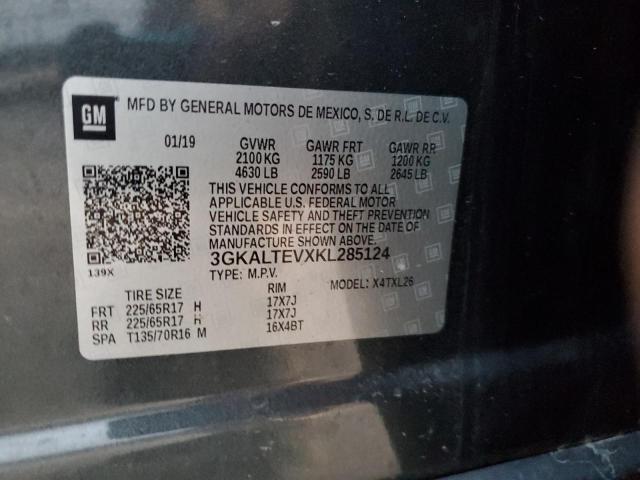 GM
MFD BY GENERAL MOTORS DE MEXICO, S. DE R.L. DE C.V.
01/19 GVWR GAWR FRT GAWR RR
2100 KG 1175 KG 1200 KG
4630 LB 2590 LB 2645 LB
THIS VEHICLE CONFORMS TO ALL
APPLICABLE U.S. FEDERAL MOTOR
VEHICLE SAFETY AND THEFT PREVENTION
STANDARDS IN EFFECT ON THE DATE OF
MANUFACTURE SHOWN ABOVE.
139X 3GKALTEVXKL285124
TYPE: M.P.V. MODEL: X4TXL26
TIRE SIZE RIM
FRT 225/65R17 H 17X7J
RR 225/65R17 H 17X7J
SPA T135/70R16 M 16X4BT